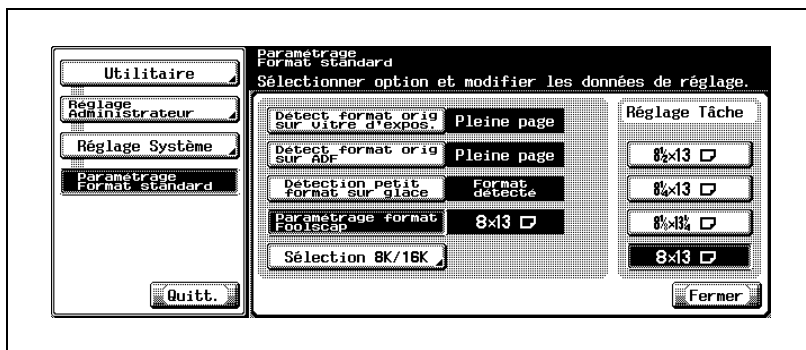 Utilitaire
Réglage
Administrateur
Réglage Système
Paramétrage
Format standard
Quitt.
Paramétrage
Format standard
Sélectionner option et modifier les données de réglage.
Détect format orig
sur vitre d'expos.
Pleine page
Détect format orig
sur ADF
Pleine page
Détection petit
format sur glace
Format
détecté
Paramétrage format
Foolscap
8×13
Sélection 8K/16K
Réglage Tâche
8½×13
8¼×13
8⅛×13¼
8×13
Fermer